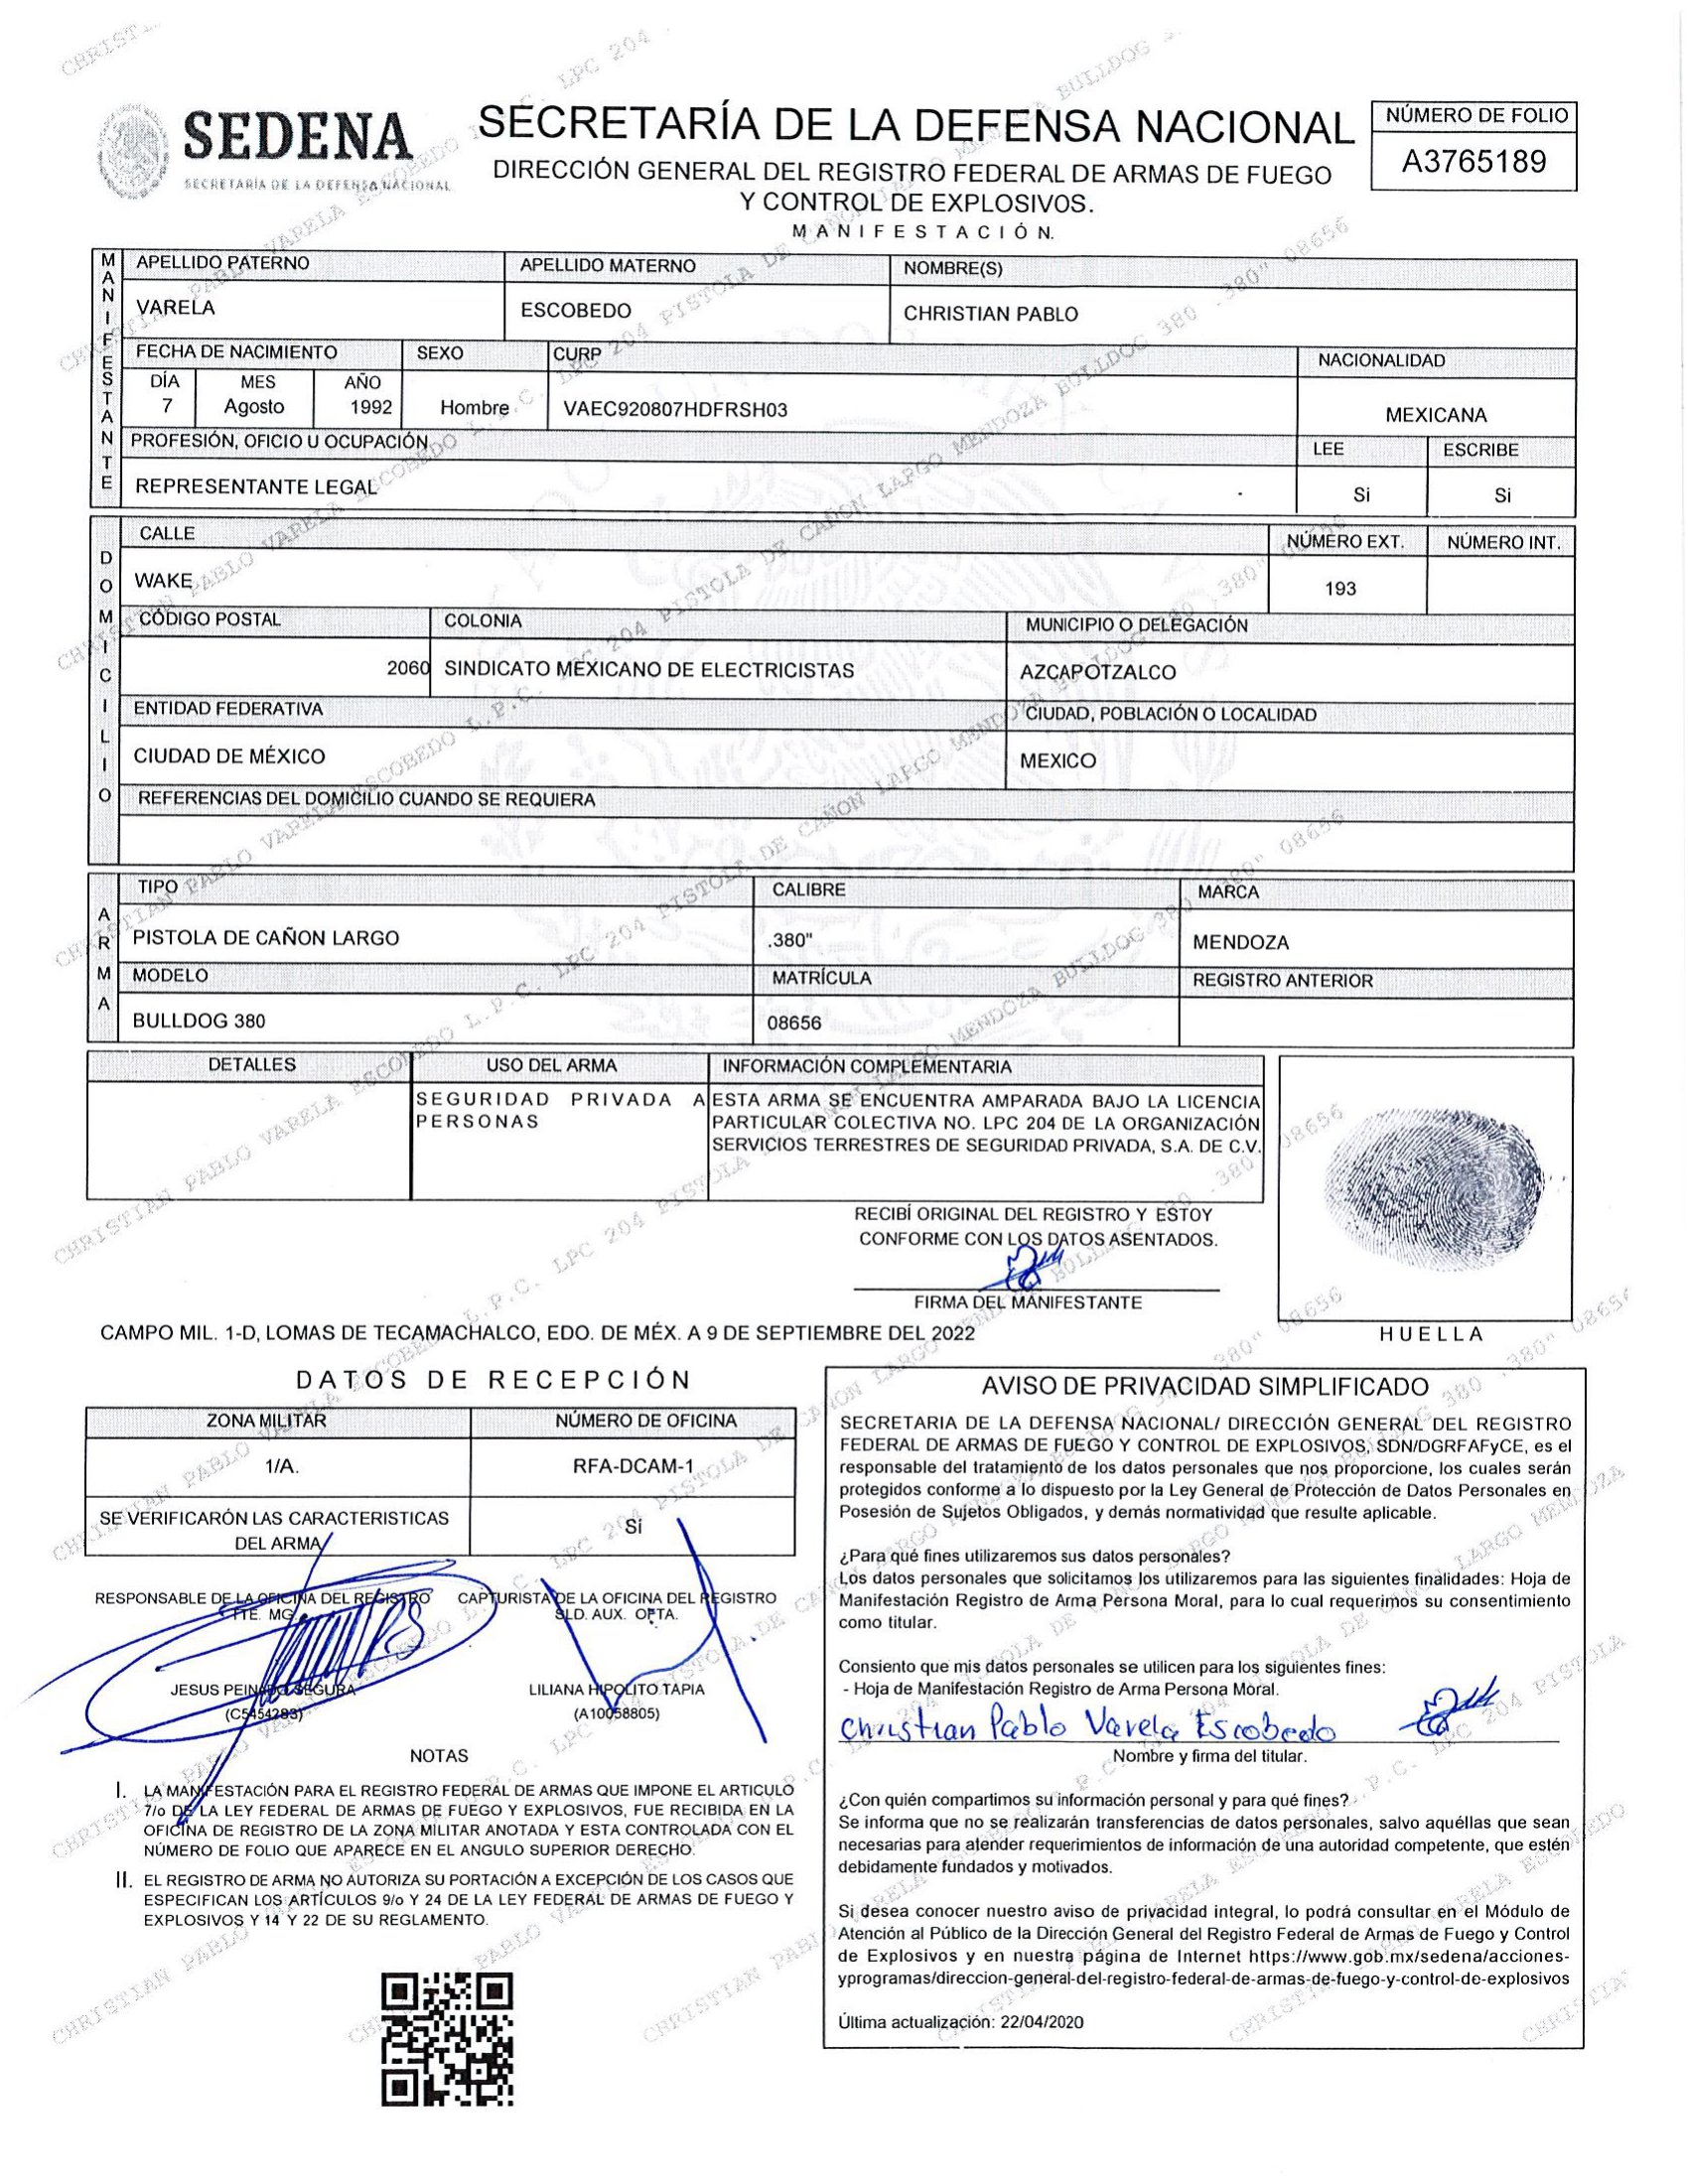 SEDENA
SECRETARÍA DE LA DEFENSA NACIONAL
SECRETARÍA DE LA DEFENSA NACIONAL
DIRECCIÓN GENERAL DEL REGISTRO FEDERAL DE ARMAS DE FUEGO
Y CONTROL DE EXPLOSIVOS.
MANIFESTACIÓN.
NÚMERO DE FOLIO
A3765189
MANIFESTANTE
APELLIDO PATERNO APELLIDO MATERNO NOMBRE(S)
VARELA ESCOBEDO CHRISTIAN PABLO
FECHA DE NACIMIENTO SEXO CURP NACIONALIDAD
DÍA MES AÑO
7 Agosto 1992 Hombre VAEC920807HDFRSH03 MEXICANA
PROFESIÓN, OFICIO U OCUPACIÓN LEE ESCRIBE
REPRESENTANTE LEGAL Si Si
DOMICILIO
CALLE NÚMERO EXT. NÚMERO INT.
WAKE 193
CÓDIGO POSTAL COLONIA MUNICIPIO O DELEGACIÓN
2060 SINDICATO MEXICANO DE ELECTRICISTAS AZCAPOTZALCO
ENTIDAD FEDERATIVA CIUDAD, POBLACIÓN O LOCALIDAD
CIUDAD DE MÉXICO MEXICO
REFERENCIAS DEL DOMICILIO CUANDO SE REQUIERA
ARMA
TIPO CALIBRE MARCA
PISTOLA DE CAÑON LARGO .380" MENDOZA
MODELO MATRÍCULA REGISTRO ANTERIOR
BULLDOG 380 08656
DETALLES USO DEL ARMA INFORMACIÓN COMPLEMENTARIA
SEGURIDAD PRIVADA A
PERSONAS
ESTA ARMA SE ENCUENTRA AMPARADA BAJO LA LICENCIA
PARTICULAR COLECTIVA NO. LPC 204 DE LA ORGANIZACIÓN
SERVICIOS TERRESTRES DE SEGURIDAD PRIVADA, S.A. DE C.V.
RECIBÍ ORIGINAL DEL REGISTRO Y ESTOY
CONFORME CON LOS DATOS ASENTADOS.
FIRMA DEL MANIFESTANTE
HUELLA
CAMPO MIL. 1-D, LOMAS DE TECAMACHALCO, EDO. DE MÉX. A 9 DE SEPTIEMBRE DEL 2022
DATOS DE RECEPCIÓN
ZONA MILITAR NÚMERO DE OFICINA
1/A. RFA-DCAM-1
SE VERIFICARÓN LAS CARACTERISTICAS
DEL ARMA
Si
RESPONSABLE DE LA OFICINA DEL REGISTRO
TTE. MG.
JESUS PEINADO SEGURA
(C5454283)
CAPTURISTA DE LA OFICINA DEL REGISTRO
SLD. AUX. OFTA.
LILIANA HIPOLITO TAPIA
(A10058805)
NOTAS
I. LA MANIFESTACIÓN PARA EL REGISTRO FEDERAL DE ARMAS QUE IMPONE EL ARTICULO
7/o DE LA LEY FEDERAL DE ARMAS DE FUEGO Y EXPLOSIVOS, FUE RECIBIDA EN LA
OFICINA DE REGISTRO DE LA ZONA MILITAR ANOTADA Y ESTA CONTROLADA CON EL
NÚMERO DE FOLIO QUE APARECE EN EL ANGULO SUPERIOR DERECHO.
II. EL REGISTRO DE ARMA NO AUTORIZA SU PORTACIÓN A EXCEPCIÓN DE LOS CASOS QUE
ESPECIFICAN LOS ARTÍCULOS 9/o Y 24 DE LA LEY FEDERAL DE ARMAS DE FUEGO Y
EXPLOSIVOS Y 14 Y 22 DE SU REGLAMENTO.
AVISO DE PRIVACIDAD SIMPLIFICADO
SECRETARIA DE LA DEFENSA NACIONAL/ DIRECCIÓN GENERAL DEL REGISTRO
FEDERAL DE ARMAS DE FUEGO Y CONTROL DE EXPLOSIVOS, SDN/DGRFAFyCE, es el
responsable del tratamiento de los datos personales que nos proporcione, los cuales serán
protegidos conforme a lo dispuesto por la Ley General de Protección de Datos Personales en
Posesión de Sujetos Obligados, y demás normatividad que resulte aplicable.
¿Para qué fines utilizaremos sus datos personales?
Los datos personales que solicitamos los utilizaremos para las siguientes finalidades: Hoja de
Manifestación Registro de Arma Persona Moral, para lo cual requerimos su consentimiento
como titular.
Consiento que mis datos personales se utilicen para los siguientes fines:
- Hoja de Manifestación Registro de Arma Persona Moral.
Christian Pablo Varela Escobedo
Nombre y firma del titular.
¿Con quién compartimos su información personal y para qué fines?
Se informa que no se realizarán transferencias de datos personales, salvo aquéllas que sean
necesarias para atender requerimientos de información de una autoridad competente, que estén
debidamente fundados y motivados.
Si desea conocer nuestro aviso de privacidad integral, lo podrá consultar en el Módulo de
Atención al Público de la Dirección General del Registro Federal de Armas de Fuego y Control
de Explosivos y en nuestra página de Internet https://www.gob.mx/sedena/acciones-
yprogramas/direccion-general-del-registro-federal-de-armas-de-fuego-y-control-de-explosivos
Última actualización: 22/04/2020